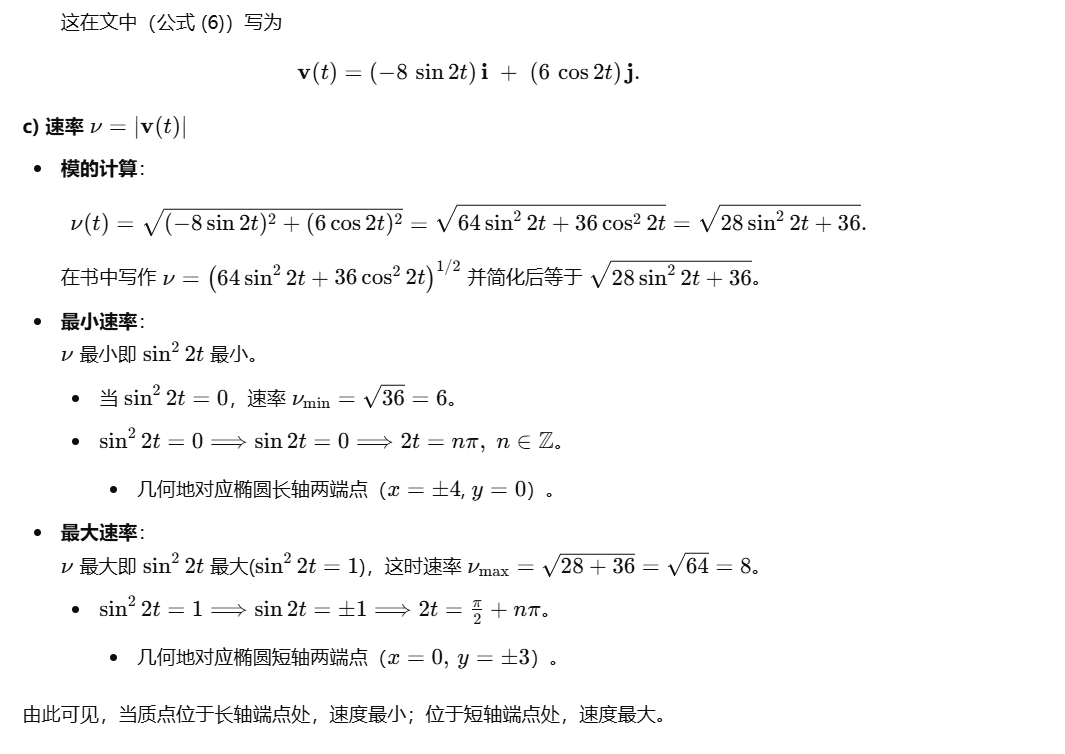 这在文中（公式 (6)）写为
v(t) = (−8 sin 2t) i + (6 cos 2t) j.
c) 速率 ν = |v(t)|
• 模的计算：
ν(t) = √((−8 sin 2t)² + (6 cos 2t)²) = √(64 sin² 2t + 36 cos² 2t) = √(28 sin² 2t + 36).
在书中写作 ν = (64 sin² 2t + 36 cos² 2t)^{1/2} 并简化后等于 √(28 sin² 2t + 36)。
• 最小速率：
ν 最小即 sin² 2t 最小。
• 当 sin² 2t = 0，速率 ν_min = √36 = 6。
• sin² 2t = 0 ⟹ sin 2t = 0 ⟹ 2t = nπ, n ∈ ℤ。
• 几何地对应椭圆长轴两端点（x = ±4, y = 0）。
• 最大速率：
ν 最大即 sin² 2t 最大(sin² 2t = 1)，这时速率 ν_max = √(28 + 36) = √64 = 8。
• sin² 2t = 1 ⟹ sin 2t = ±1 ⟹ 2t = π/2 + nπ。
• 几何地对应椭圆短轴两端点（x = 0, y = ±3）。
由此可见，当质点位于长轴端点处，速度最小；位于短轴端点处，速度最大。